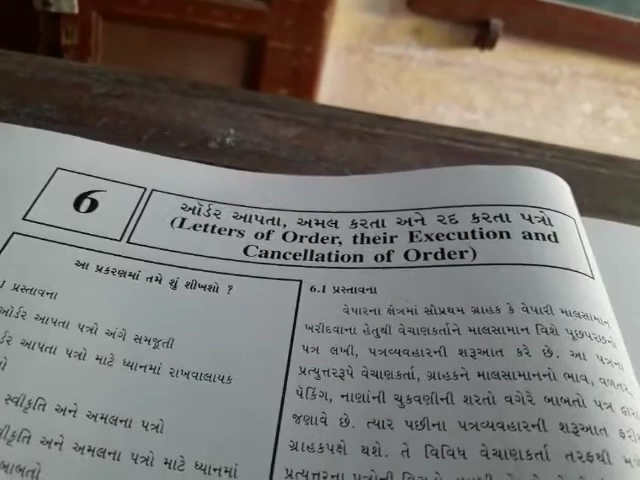 6
ઑર્ડર આપતા, અમલ કરતા અને રદ કરતા પત્રો
(Letters of Order, their Execution and
Cancellation of Order)
આ પ્રકરણમાં તમે શું શીખશો ?
પ્રસ્તાવના
ઓર્ડર આપતા પત્રો અંગે સમજૂતી
આપતા પત્રો માટે ધ્યાનમાં રાખવાલાયક
સ્વીકૃતિ અને અમલના પત્રો
અને અમલના પત્રો માટે ધ્યાનમાં
બાબતો
6.1 પ્રસ્તાવના
વેપારના ક્ષેત્રમાં સૌપ્રથમ ગ્રાહક કે વેપારી માલસામાન
ખરીદવાના હેતુથી વેચાણકર્તાને માલસામાન વિશે
પત્ર લખી, પત્રવ્યવહારની શરૂઆત કરે છે. આ
પ્રત્યુત્તરરૂપે વેચાણકર્તા, ગ્રાહકને માલસામાનનો ભાવ,
પૅકિંગ, નાણાંની ચુકવણીની શરતો વગેરે બાબતો પત્ર
જણાવે છે. ત્યાર પછીના પત્રવ્યવહારની શરૂઆત
ગ્રાહકપક્ષે થશે. તે વિવિધ વેચાણકર્તા તરફથી
પ્રત્યુત્તરના પત્રોની